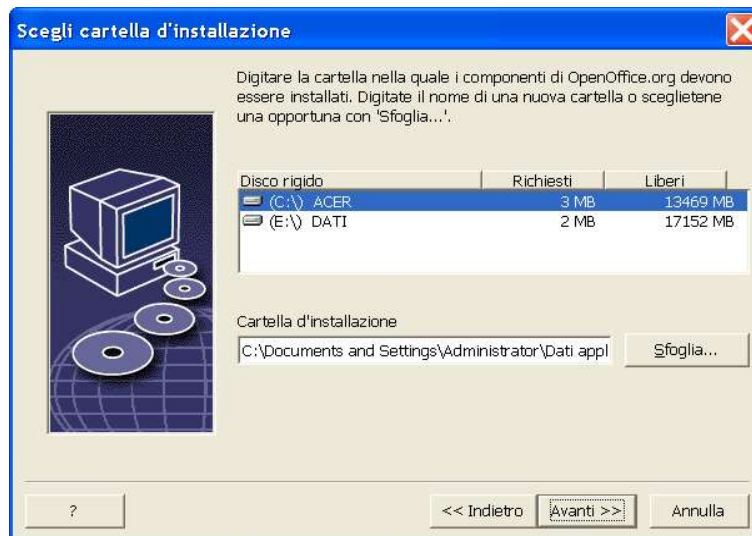 Scegli cartella d'installazione
Digitare la cartella nella quale i componenti di OpenOffice.org devono
essere installati. Digitate il nome di una nuova cartella o sceglietene
una opportuna con 'Sfoglia...'.
Disco rigido Richiesti Liberi
(C:\) ACER 3 MB 13469 MB
(E:\) DATI 2 MB 17152 MB
Cartella d'installazione
C:\Documents and Settings\Administrator\Dati appl Sfoglia...
? << Indietro Avanti >> Annulla